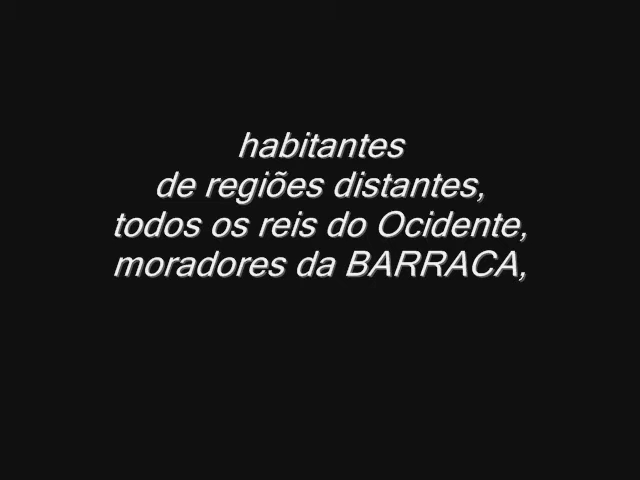 habitantes
de regiões distantes,
todos os reis do Ocidente,
moradores da BARRACA,